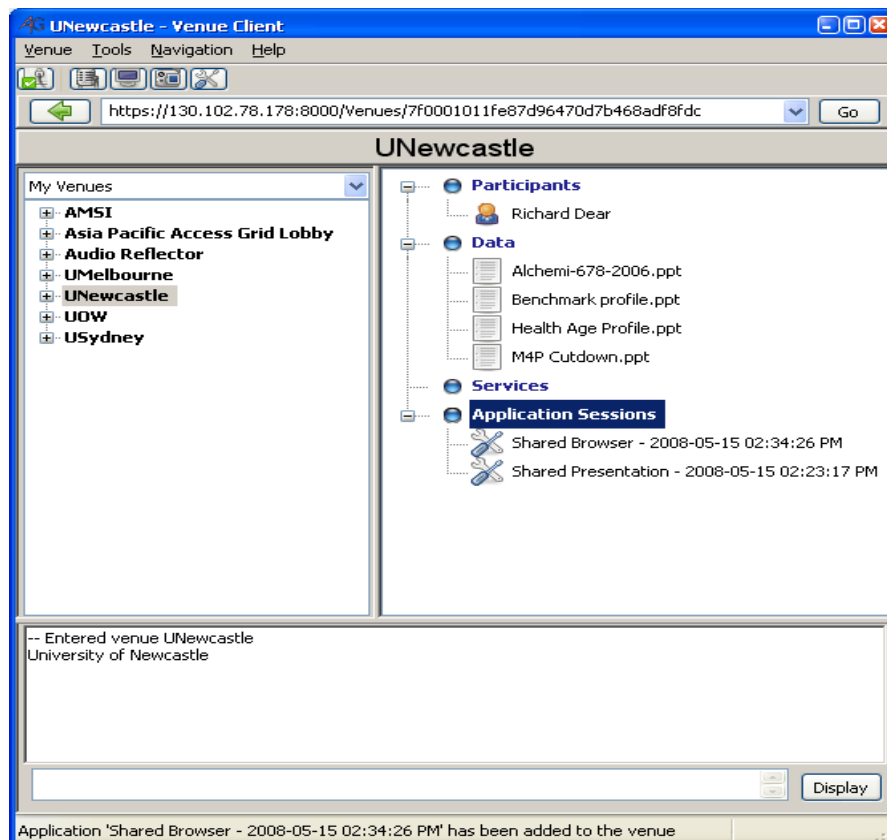 AG UNewcastle - Venue Client
Venue Tools Navigation Help
https://130.102.78.178:8000/Venues/7f0001011fe87d96470d7b468adf8fdc Go
UNewcastle
My Venues
AMSI
Asia Pacific Access Grid Lobby
Audio Reflector
UMelbourne
UNewcastle
UOW
USydney
Participants
Richard Dear
Data
Alchemi-678-2006.ppt
Benchmark profile.ppt
Health Age Profile.ppt
M4P Cutdown.ppt
Services
Application Sessions
Shared Browser - 2008-05-15 02:34:26 PM
Shared Presentation - 2008-05-15 02:23:17 PM
-- Entered venue UNewcastle
University of Newcastle
Display
Application 'Shared Browser - 2008-05-15 02:34:26 PM' has been added to the venue